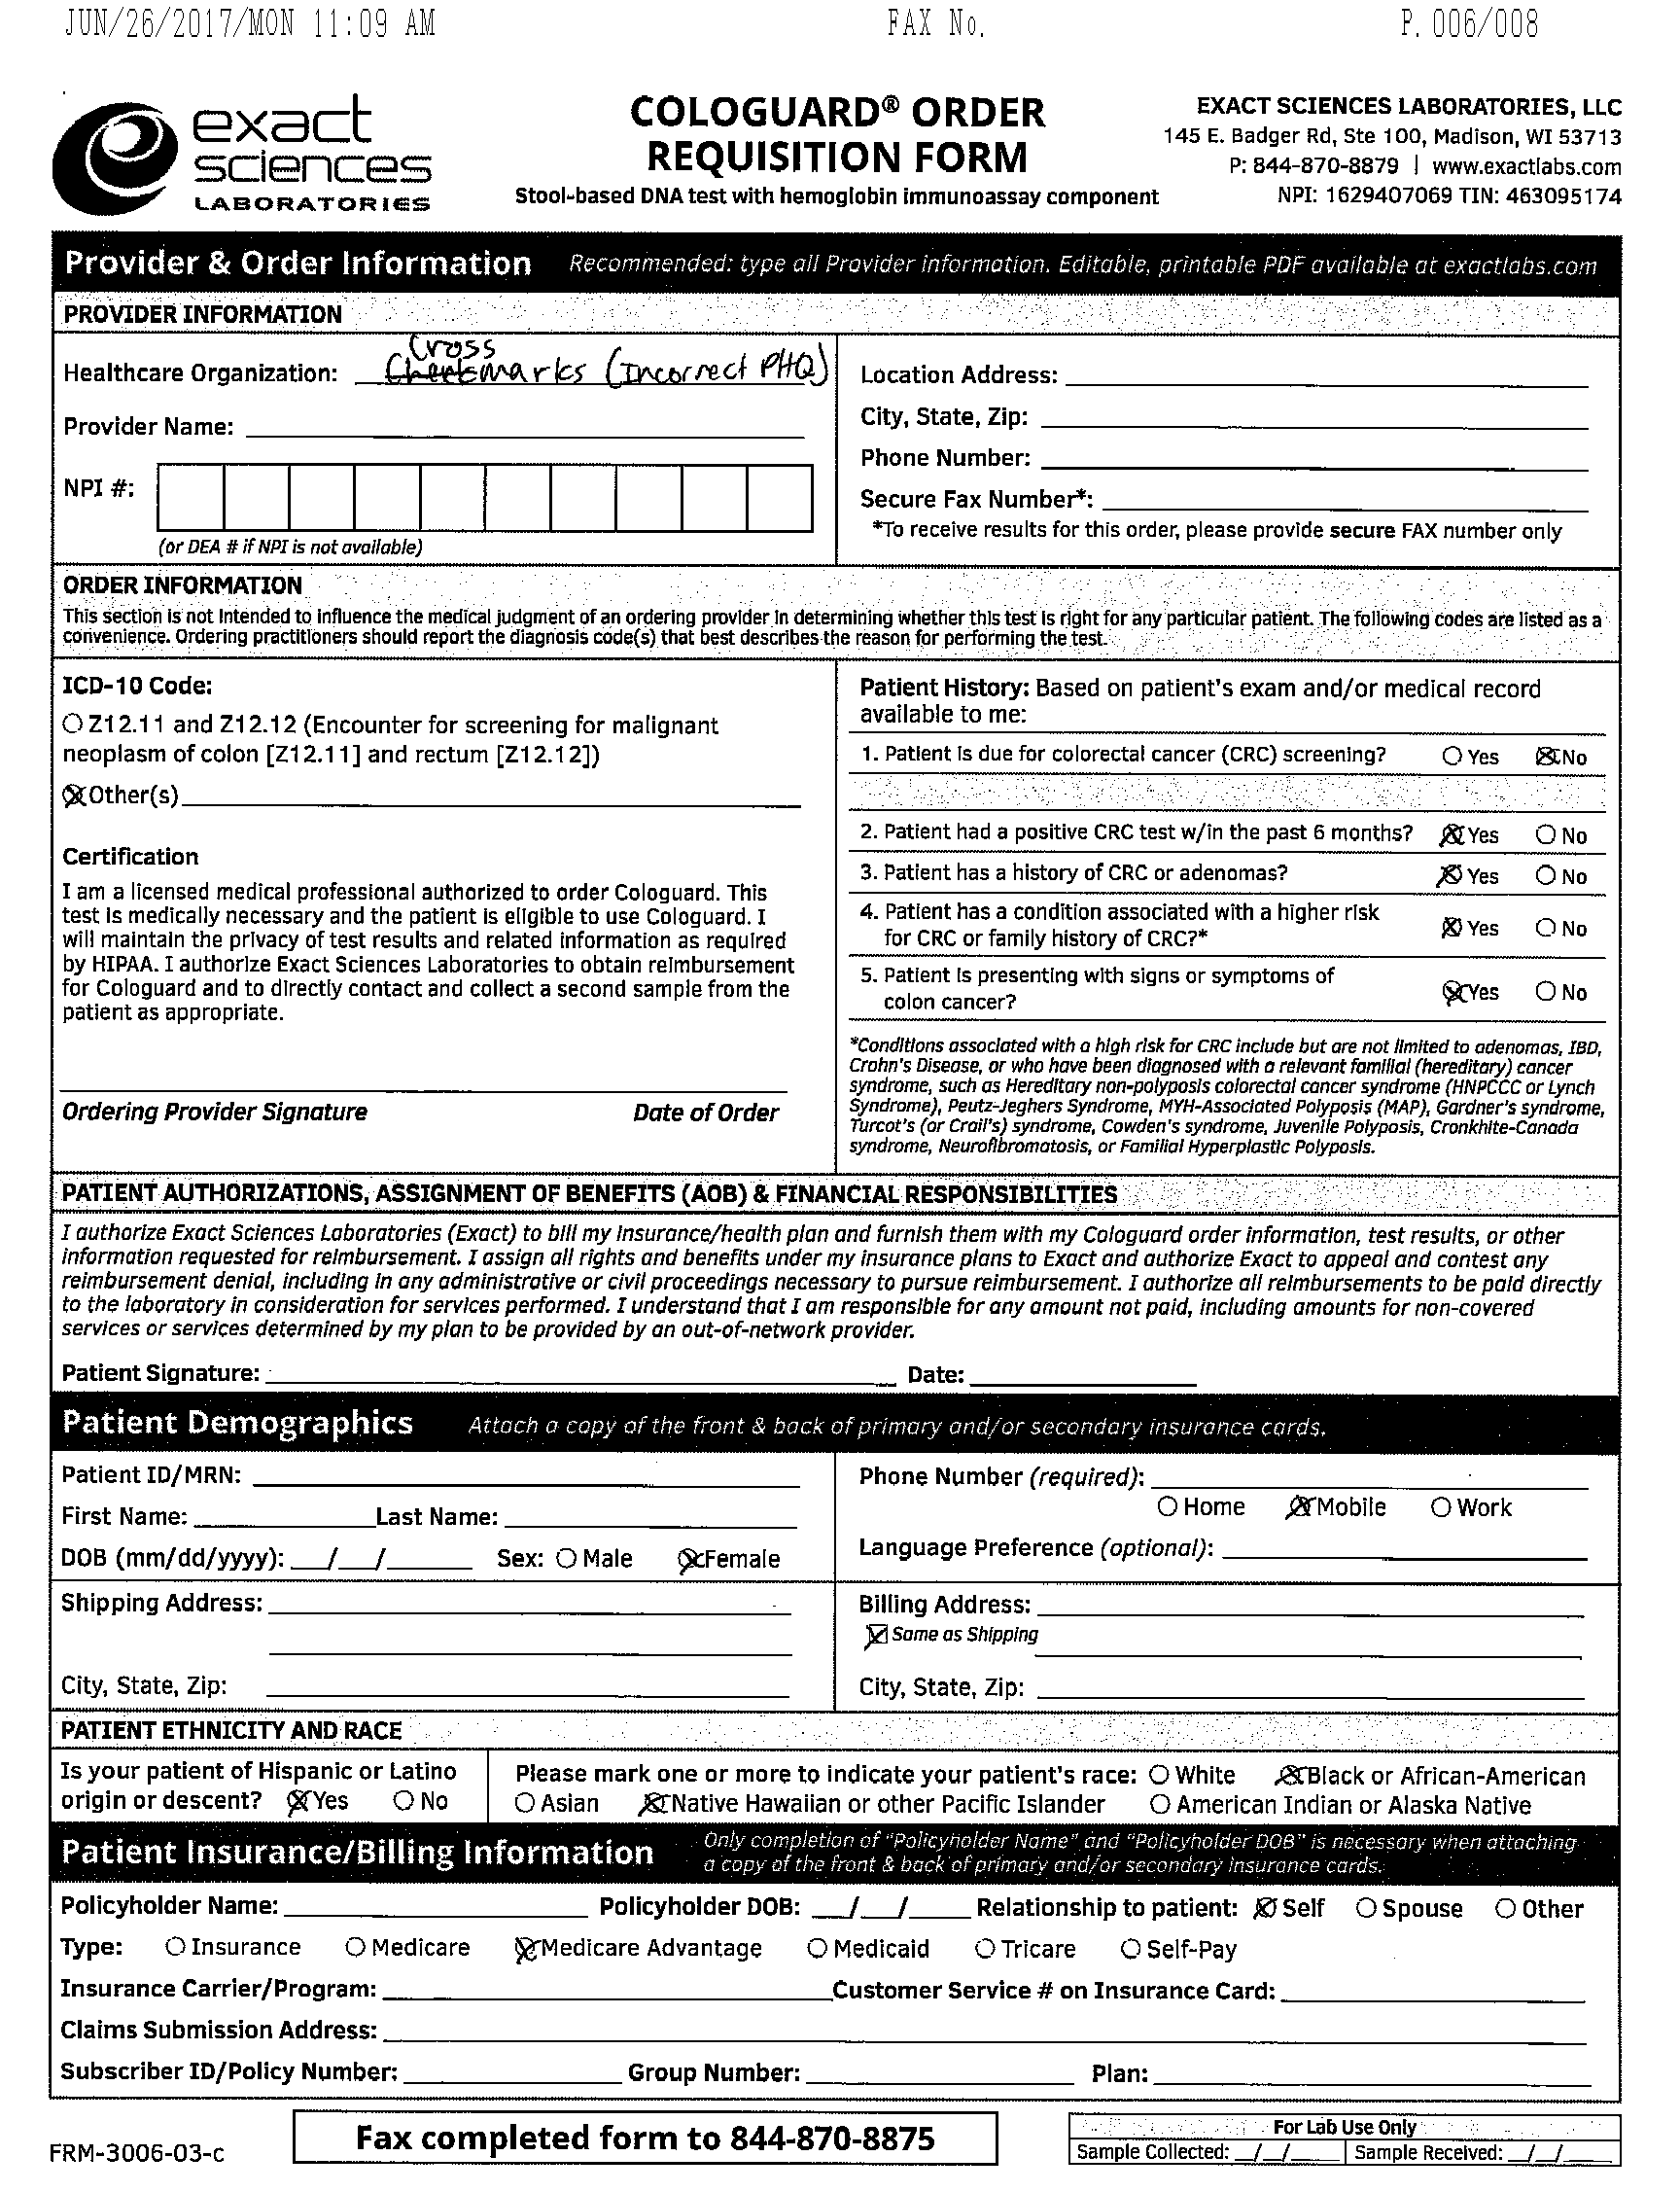 JUN/26/2017/MON 11:09 AM FAX No. P. 006/008
exact sciences LABORATORIES
COLOGUARD® ORDER REQUISITION FORM
Stool-based DNA test with hemoglobin immunoassay component
EXACT SCIENCES LABORATORIES, LLC
145 E. Badger Rd, Ste 100, Madison, WI 53713
P: 844-870-8879 | www.exactlabs.com
NPI: 1629407069 TIN: 463095174
Provider & Order Information Recommended: type all Provider information. Editable, printable PDF available at exactlabs.com
PROVIDER INFORMATION
Cross
Healthcare Organization: Checkmarks (Incorrect PHQ)
Provider Name:
NPI #:
(or DEA # if NPI is not available)
Location Address:
City, State, Zip:
Phone Number:
Secure Fax Number*:
*To receive results for this order, please provide secure FAX number only
ORDER INFORMATION
This section is not intended to influence the medical judgment of an ordering provider in determining whether this test is right for any particular patient. The following codes are listed as a
convenience. Ordering practitioners should report the diagnosis code(s) that best describes the reason for performing the test.
ICD-10 Code:
Z12.11 and Z12.12 (Encounter for screening for malignant
neoplasm of colon [Z12.11] and rectum [Z12.12])
Other(s)
Certification
I am a licensed medical professional authorized to order Cologuard. This
test is medically necessary and the patient is eligible to use Cologuard. I
will maintain the privacy of test results and related information as required
by HIPAA. I authorize Exact Sciences Laboratories to obtain reimbursement
for Cologuard and to directly contact and collect a second sample from the
patient as appropriate.
Ordering Provider Signature Date of Order
Patient History: Based on patient's exam and/or medical record
available to me:
1. Patient is due for colorectal cancer (CRC) screening? Yes No
2. Patient had a positive CRC test w/in the past 6 months? Yes No
3. Patient has a history of CRC or adenomas? Yes No
4. Patient has a condition associated with a higher risk
for CRC or family history of CRC?* Yes No
5. Patient is presenting with signs or symptoms of
colon cancer? Yes No
*Conditions associated with a high risk for CRC include but are not limited to adenomas, IBD,
Crohn's Disease, or who have been diagnosed with a relevant familial (hereditary) cancer
syndrome, such as Hereditary non-polyposis colorectal cancer syndrome (HNPCCC or Lynch
Syndrome), Peutz-Jeghers Syndrome, MYH-Associated Polyposis (MAP), Gardner's syndrome,
Turcot's (or Crail's) syndrome, Cowden's syndrome, Juvenile Polyposis, Cronkhite-Canada
syndrome, Neurofibromatosis, or Familial Hyperplastic Polyposis.
PATIENT AUTHORIZATIONS, ASSIGNMENT OF BENEFITS (AOB) & FINANCIAL RESPONSIBILITIES
I authorize Exact Sciences Laboratories (Exact) to bill my insurance/health plan and furnish them with my Cologuard order information, test results, or other
information requested for reimbursement. I assign all rights and benefits under my insurance plans to Exact and authorize Exact to appeal and contest any
reimbursement denial, including in any administrative or civil proceedings necessary to pursue reimbursement. I authorize all reimbursements to be paid directly
to the laboratory in consideration for services performed. I understand that I am responsible for any amount not paid, including amounts for non-covered
services or services determined by my plan to be provided by an out-of-network provider.
Patient Signature: Date:
Patient Demographics Attach a copy of the front & back of primary and/or secondary insurance cards.
Patient ID/MRN:
First Name: Last Name:
DOB (mm/dd/yyyy): / / Sex: Male Female
Phone Number (required):
Home Mobile Work
Language Preference (optional):
Shipping Address:
City, State, Zip:
Billing Address:
Same as Shipping
City, State, Zip:
PATIENT ETHNICITY AND RACE
Is your patient of Hispanic or Latino
origin or descent? Yes No
Please mark one or more to indicate your patient's race: White Black or African-American
Asian Native Hawaiian or other Pacific Islander American Indian or Alaska Native
Patient Insurance/Billing Information Only completion of "Policyholder Name" and "Policyholder DOB" is necessary when attaching
a copy of the front & back of primary and/or secondary insurance cards.
Policyholder Name: Policyholder DOB: / / Relationship to patient: Self Spouse Other
Type: Insurance Medicare Medicare Advantage Medicaid Tricare Self-Pay
Insurance Carrier/Program: Customer Service # on Insurance Card:
Claims Submission Address:
Subscriber ID/Policy Number: Group Number: Plan:
FRM-3006-03-c
Fax completed form to 844-870-8875
For Lab Use Only
Sample Collected: / / Sample Received: / /